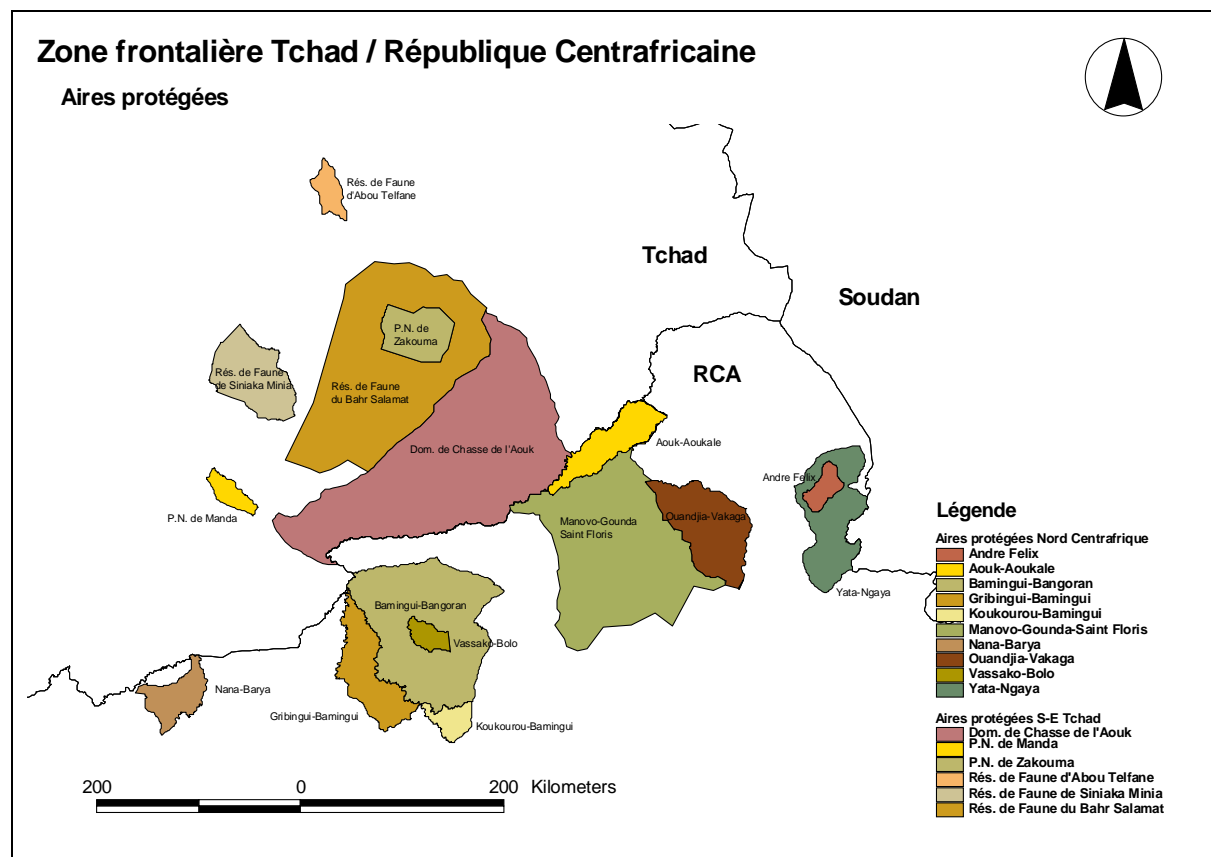 Zone frontalière Tchad / République Centrafricaine
Aires protégées
Rés. de Faune
d'Abou Telfane
Tchad
Soudan
P.N. de
Zakouma
RCA
Rés. de Faune
de Siniaka Minia
Rés. de Faune
du Bahr Salamat
Aouk-Aoukale
Dom. de Chasse de l'Aouk
Andre Felix
P.N. de Manda
Ouandjia-Vakaga
Manovo-Gounda
Saint Floris
Yata-Ngaya
Bamingui-Bangoran
Vassako-Bolo
Nana-Barya
Gribingui-Bamingui
Koukourou-Bamingui
Légende
Aires protégées Nord Centrafrique
Andre Felix
Aouk-Aoukale
Bamingui-Bangoran
Gribingui-Bamingui
Koukourou-Bamingui
Manovo-Gounda-Saint Floris
Nana-Barya
Ouandjia-Vakaga
Vassako-Bolo
Yata-Ngaya
Aires protégées S-E Tchad
Dom. de Chasse de l'Aouk
P.N. de Manda
P.N. de Zakouma
Rés. de Faune d'Abou Telfane
Rés. de Faune de Siniaka Minia
Rés. de Faune du Bahr Salamat
200 0 200 Kilometers